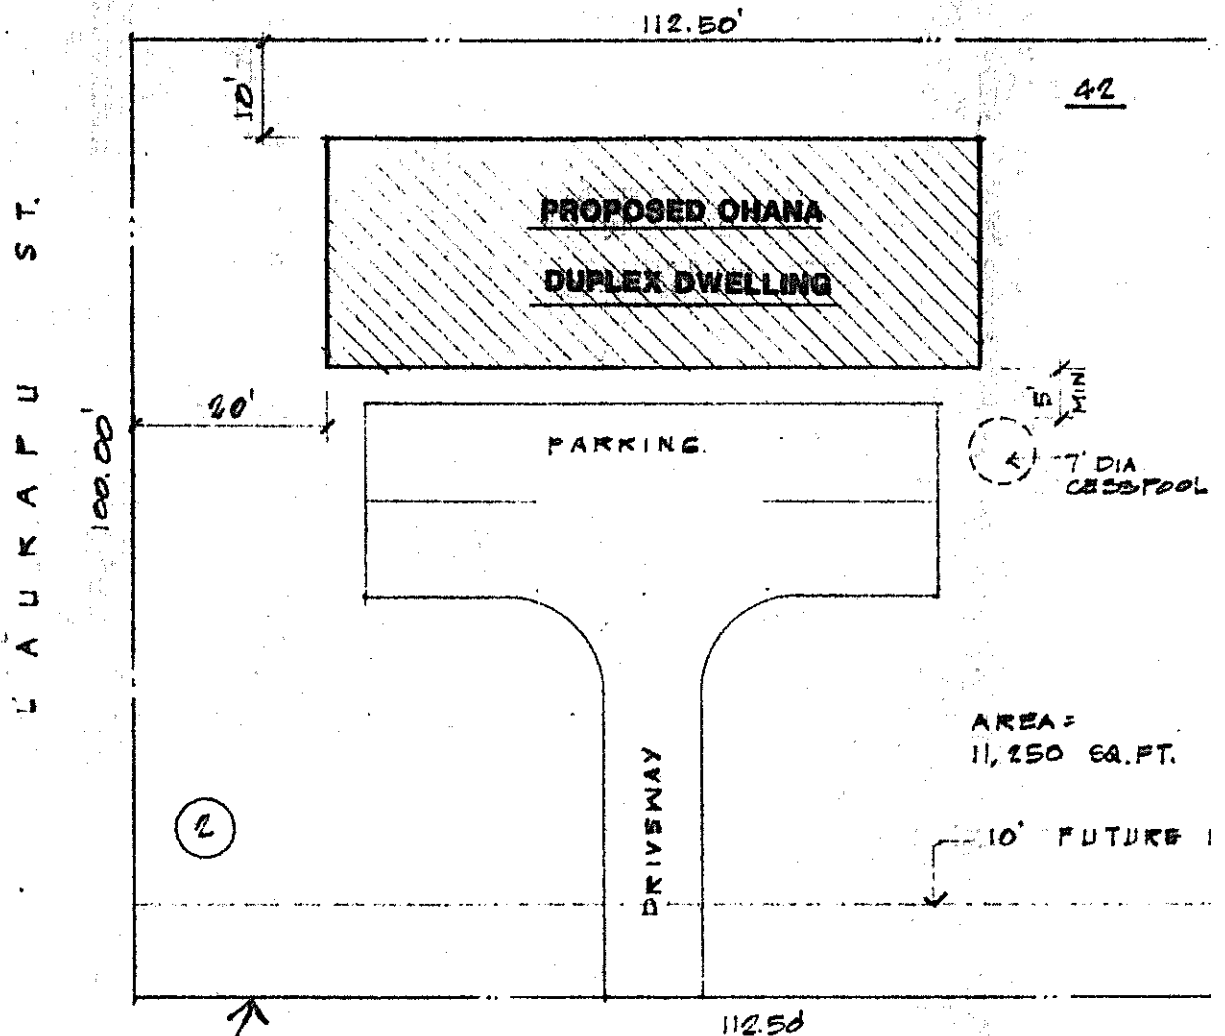 112.50'
10'
42
PROPOSED OHANA
DUPLEX DWELLING
LAUKAPU ST.
100.00'
20'
5' MIN
PARKING.
7' DIA
CESSPOOL
AREA =
11,250 SQ.FT.
2
DRIVEWAY
10' FUTURE
112.50